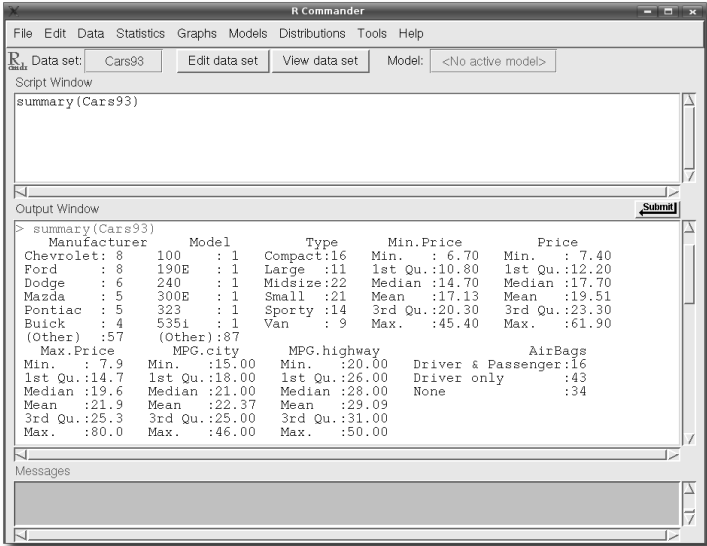 R Commander
File Edit Data Statistics Graphs Models Distributions Tools Help
R Data set: Cars93 Edit data set View data set Model: <No active model>
Script Window
summary(Cars93)
Output Window Submit
> summary(Cars93)
Manufacturer Model Type Min.Price Price
Chevrolet: 8 100 : 1 Compact:16 Min. : 6.70 Min. : 7.40
Ford : 8 190E : 1 Large :11 1st Qu.:10.80 1st Qu.:12.20
Dodge : 6 240 : 1 Midsize:22 Median :14.70 Median :17.70
Mazda : 5 300E : 1 Small :21 Mean :17.13 Mean :19.51
Pontiac : 5 323 : 1 Sporty :14 3rd Qu.:20.30 3rd Qu.:23.30
Buick : 4 535i : 1 Van : 9 Max. :45.40 Max. :61.90
(Other) :57 (Other):87
Max.Price MPG.city MPG.highway AirBags
Min. : 7.9 Min. :15.00 Min. :20.00 Driver & Passenger:16
1st Qu.:14.7 1st Qu.:18.00 1st Qu.:26.00 Driver only :43
Median :19.6 Median :21.00 Median :28.00 None :34
Mean :21.9 Mean :22.37 Mean :29.09
3rd Qu.:25.3 3rd Qu.:25.00 3rd Qu.:31.00
Max. :80.0 Max. :46.00 Max. :50.00
Messages